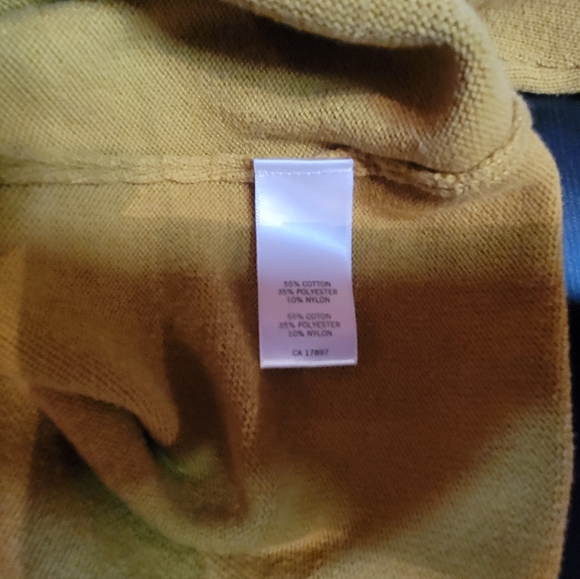 55% COTTON
35% POLYESTER
10% NYLON
55% COTON
35% POLYESTER
10% NYLON
CA 17897